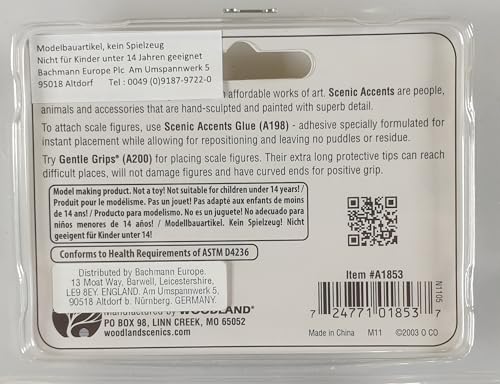 Modelbauartikel, kein Spielzeug
Nicht für Kinder unter 14 Jahren geeignet
Bachmann Europe Plc Am Umspannwerk 5
95018 Altdorf Tel : 0049 (0)9187-9722-0
affordable works of art. Scenic Accents are people,
animals and accessories that are hand-sculpted and painted with superb detail.
To attach scale figures, use Scenic Accents Glue (A198) - adhesive specially formulated for
instant placement while allowing for repositioning and leaving no puddles or residue.
Try Gentle Grips® (A200) for placing scale figures. Their extra long protective tips can reach
difficult places, will not damage figures and have curved ends for positive grip.
Model making product. Not a toy! Not suitable for children under 14 years! /
Produit pour le modélisme. Pas un jouet! Pas adapté aux enfants de moins
de 14 ans! / Producto para modelismo. No es un juguete! No adecuado para
niños menores de 14 años! / Modellbauartikel. Kein Spielzeug! Nicht
geeigent für Kinder unter 14!
Conforms to Health Requirements of ASTM D4236
Distributed by Bachmann Europe.
13 Moat Way, Barwell, Leicestershire,
LE9 8EY. ENGLAND. Am Umspannwerk 5,
90518 Altdorf b. Nürnberg. GERMANY.
Manufactured by WOODLAND®
PO BOX 98, LINN CREEK, MO 65052
woodlandscenics.com
Item #A1853
N1105
7 24771 01853 7
Made in China M11 ©2003 O CO